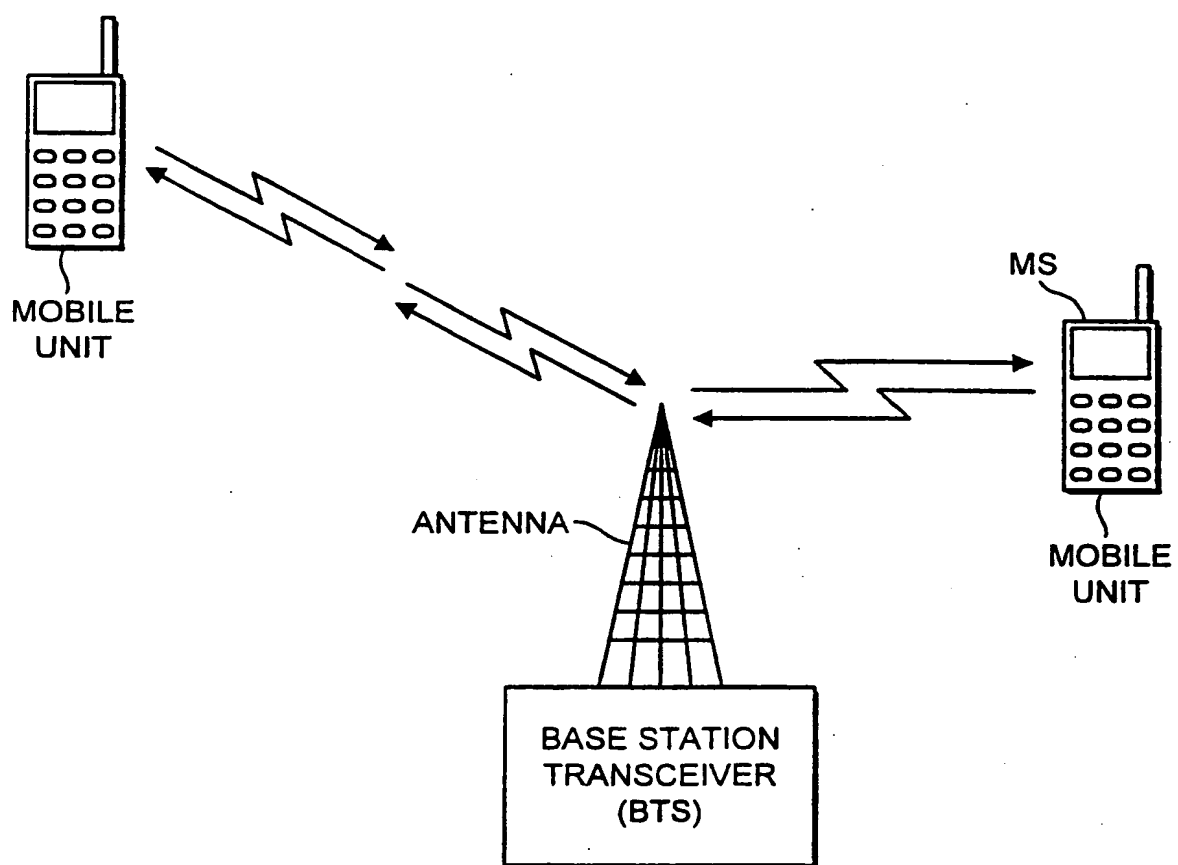 MOBILE
UNIT
MS
ANTENNA
MOBILE
UNIT
BASE STATION
TRANSCEIVER
(BTS)